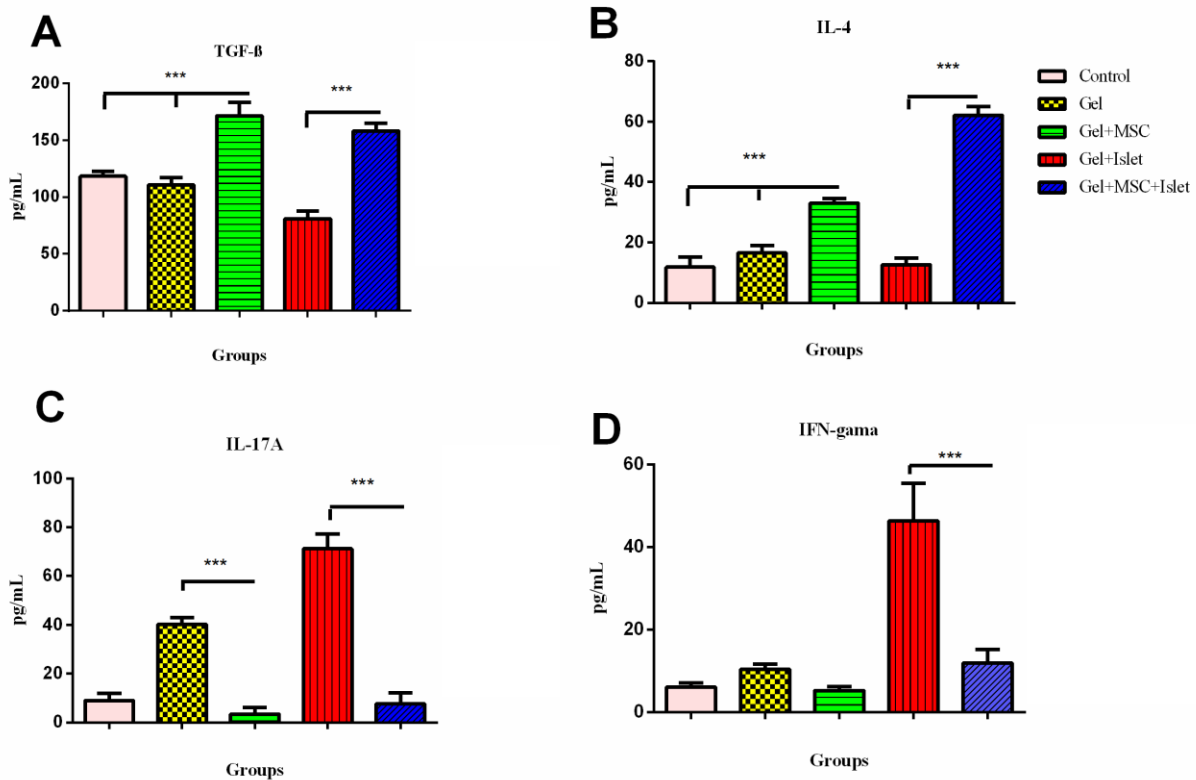 A
TGF-ß
***
***
200
150
100
50
0
pg/mL
Groups
B
IL-4
***
***
80
60
40
20
0
pg/mL
Groups
Control
Gel
Gel+MSC
Gel+Islet
Gel+MSC+Islet
C
IL-17A
***
***
100
80
60
40
20
0
pg/mL
Groups
D
IFN-gama
***
60
40
20
0
pg/mL
Groups